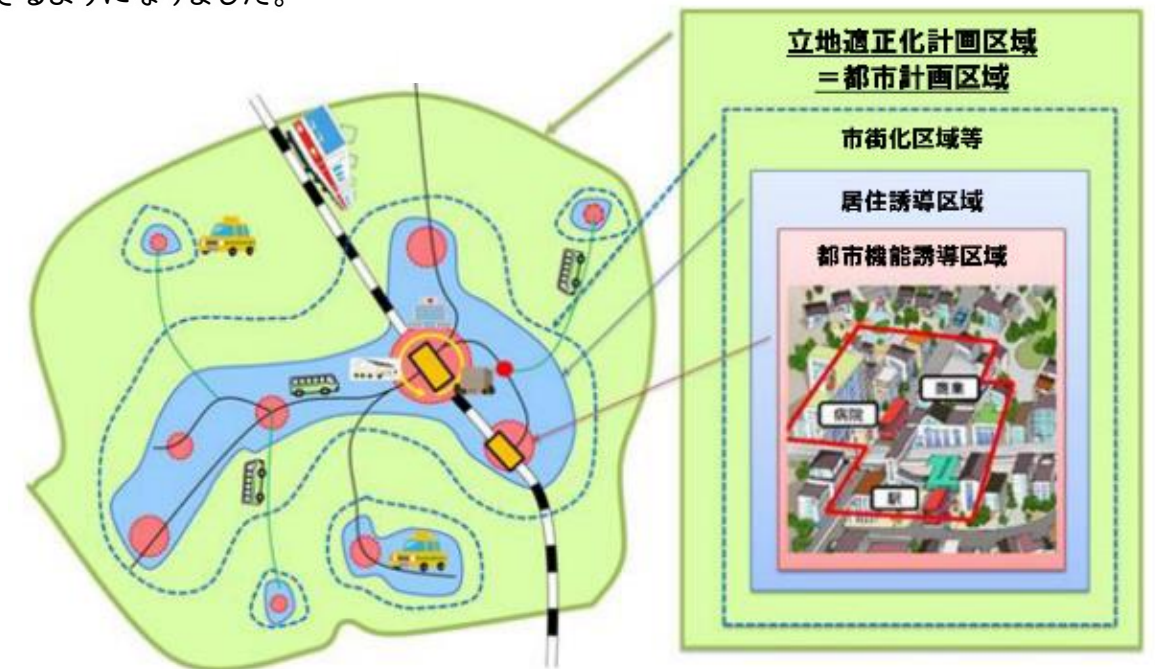 きるようになりました。
立地適正化計画区域
=都市計画区域
市街化区域等
居住誘導区域
都市機能誘導区域
商業
病院
駅